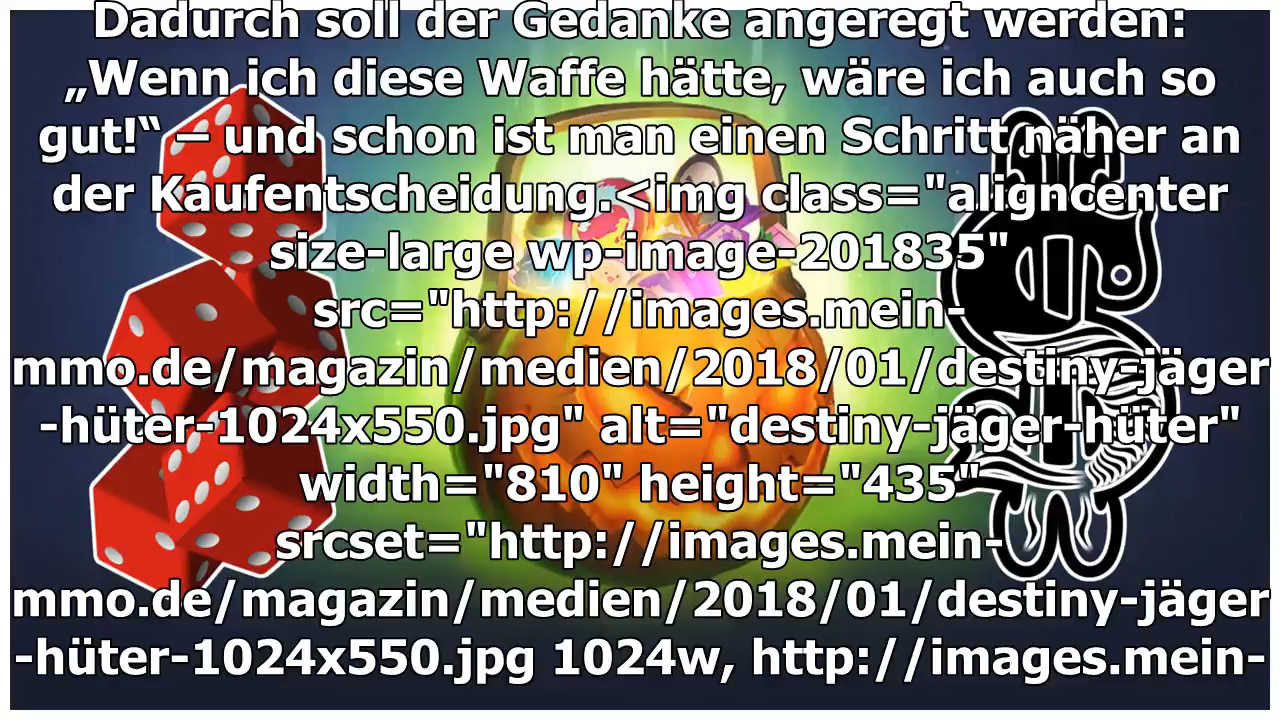 Dadurch soll der Gedanke angeregt werden:
„Wenn ich diese Waffe hätte, wäre ich auch so
gut!“ – und schon ist man einen Schritt näher an
der Kaufentscheidung.<img class="aligncenter
size-large wp-image-201835"
src="http://images.mein-
mmo.de/magazin/medien/2018/01/destiny-jäger
-hüter-1024x550.jpg" alt="destiny-jäger-hüter"
width="810" height="435"
srcset="http://images.mein-
mmo.de/magazin/medien/2018/01/destiny-jäger
-hüter-1024x550.jpg 1024w, http://images.mein-